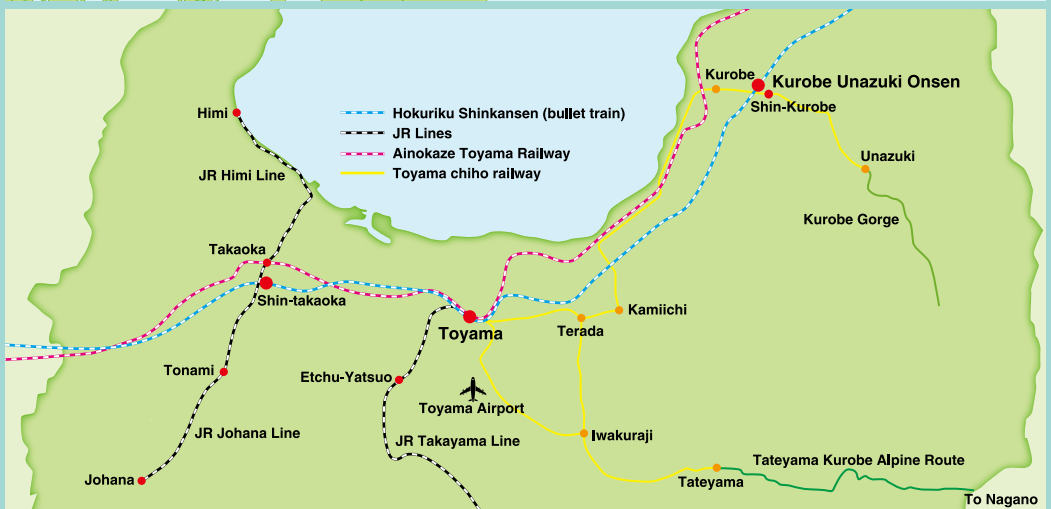 Kurobe
Kurobe Unazuki Onsen
Shin-Kurobe
Himi
Hokuriku Shinkansen (bullet train)
JR Lines
Ainokaze Toyama Railway
Toyama chiho railway
Unazuki
JR Himi Line
Kurobe Gorge
Takaoka
Shin-takaoka
Kamiichi
Toyama
Terada
Tonami
Etchu-Yatsuo
Toyama Airport
JR Johana Line
JR Takayama Line
Iwakuraji
Tateyama Kurobe Alpine Route
Johana
Tateyama
To Nagano